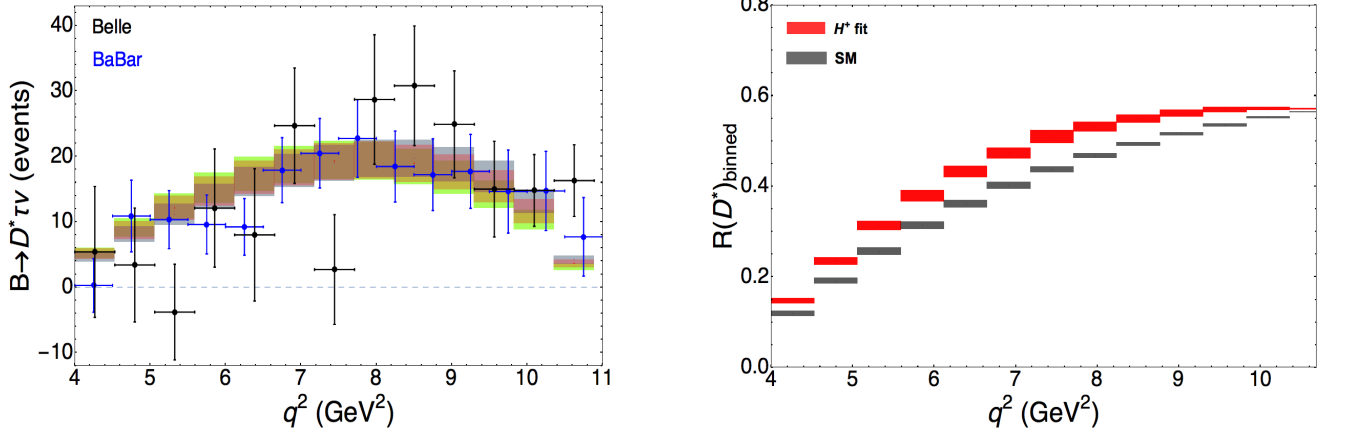 B→D*τν (events)
40
30
20
10
0
−10
Belle
BaBar
4 5 6 7 8 9 10 11
q² (GeV²)
R(D*)binned
0.8
0.6
0.4
0.2
0.0
H⁺ fit
SM
4 5 6 7 8 9 10
q² (GeV²)